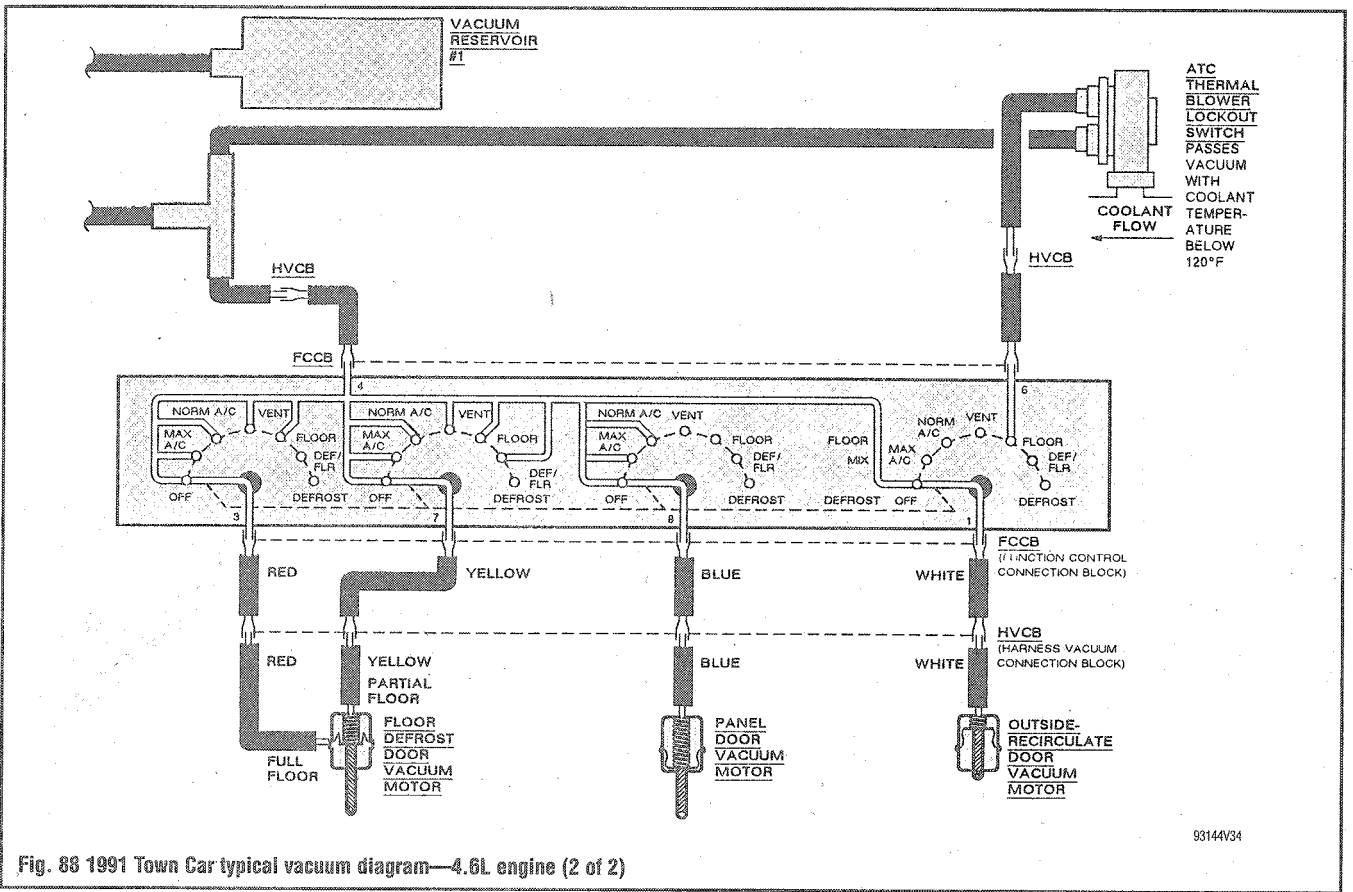 VACUUM
RESERVOIR
#1
ATC
THERMAL
BLOWER
LOCKOUT
SWITCH
PASSES
VACUUM
WITH
COOLANT
TEMPER-
ATURE
BELOW
120°F
COOLANT
FLOW
HVCB
HVCB
FCCB
4
6
NORM A/C
VENT
MAX
A/C
FLOOR
DEF/
FLR
OFF
DEFROST
NORM A/C
VENT
MAX
A/C
FLOOR
DEF/
FLR
OFF
DEFROST
NORM A/C
VENT
MAX
A/C
FLOOR
DEF/
FLR
OFF
DEFROST
FLOOR
MIX
DEFROST
NORM
A/C
VENT
MAX
A/C
FLOOR
DEF/
FLR
OFF
DEFROST
3
7
8
1
FCCB
(FUNCTION CONTROL
CONNECTION BLOCK)
RED
YELLOW
BLUE
WHITE
HVCB
(HARNESS VACUUM
CONNECTION BLOCK)
RED
YELLOW
PARTIAL
FLOOR
BLUE
WHITE
FULL
FLOOR
FLOOR
DEFROST
DOOR
VACUUM
MOTOR
PANEL
DOOR
VACUUM
MOTOR
OUTSIDE-
RECIRCULATE
DOOR
VACUUM
MOTOR
93144V34
Fig. 88 1991 Town Car typical vacuum diagram—4.6L engine (2 of 2)